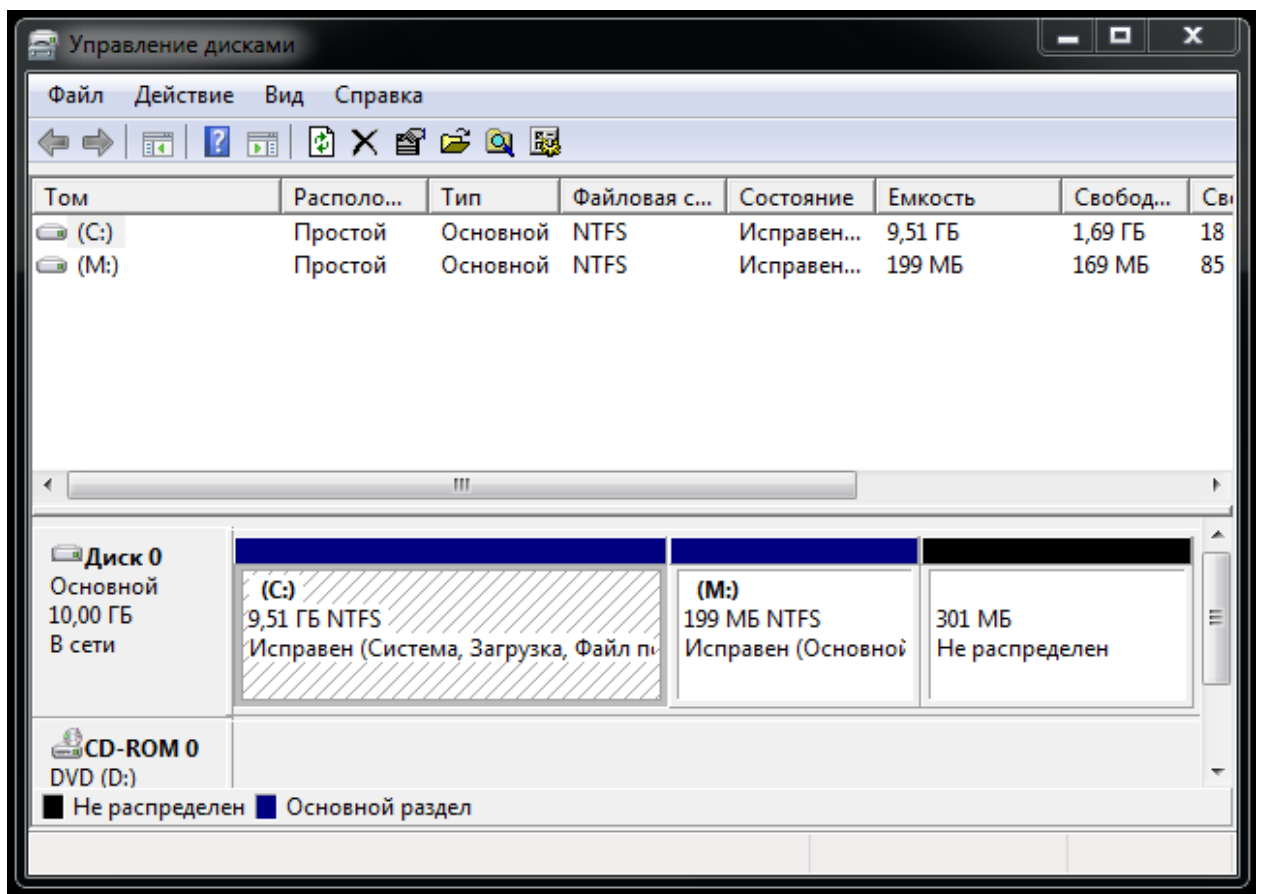 Управление дисками
Файл Действие Вид Справка
Том Располо... Тип Файловая с... Состояние Емкость Свобод... Сво
(C:) Простой Основной NTFS Исправен... 9,51 ГБ 1,69 ГБ 18
(M:) Простой Основной NTFS Исправен... 199 МБ 169 МБ 85
Диск 0
Основной
10,00 ГБ
В сети
(C:)
9,51 ГБ NTFS
Исправен (Система, Загрузка, Файл п
(M:)
199 МБ NTFS
Исправен (Основной
301 МБ
Не распределен
CD-ROM 0
DVD (D:)
Не распределен Основной раздел